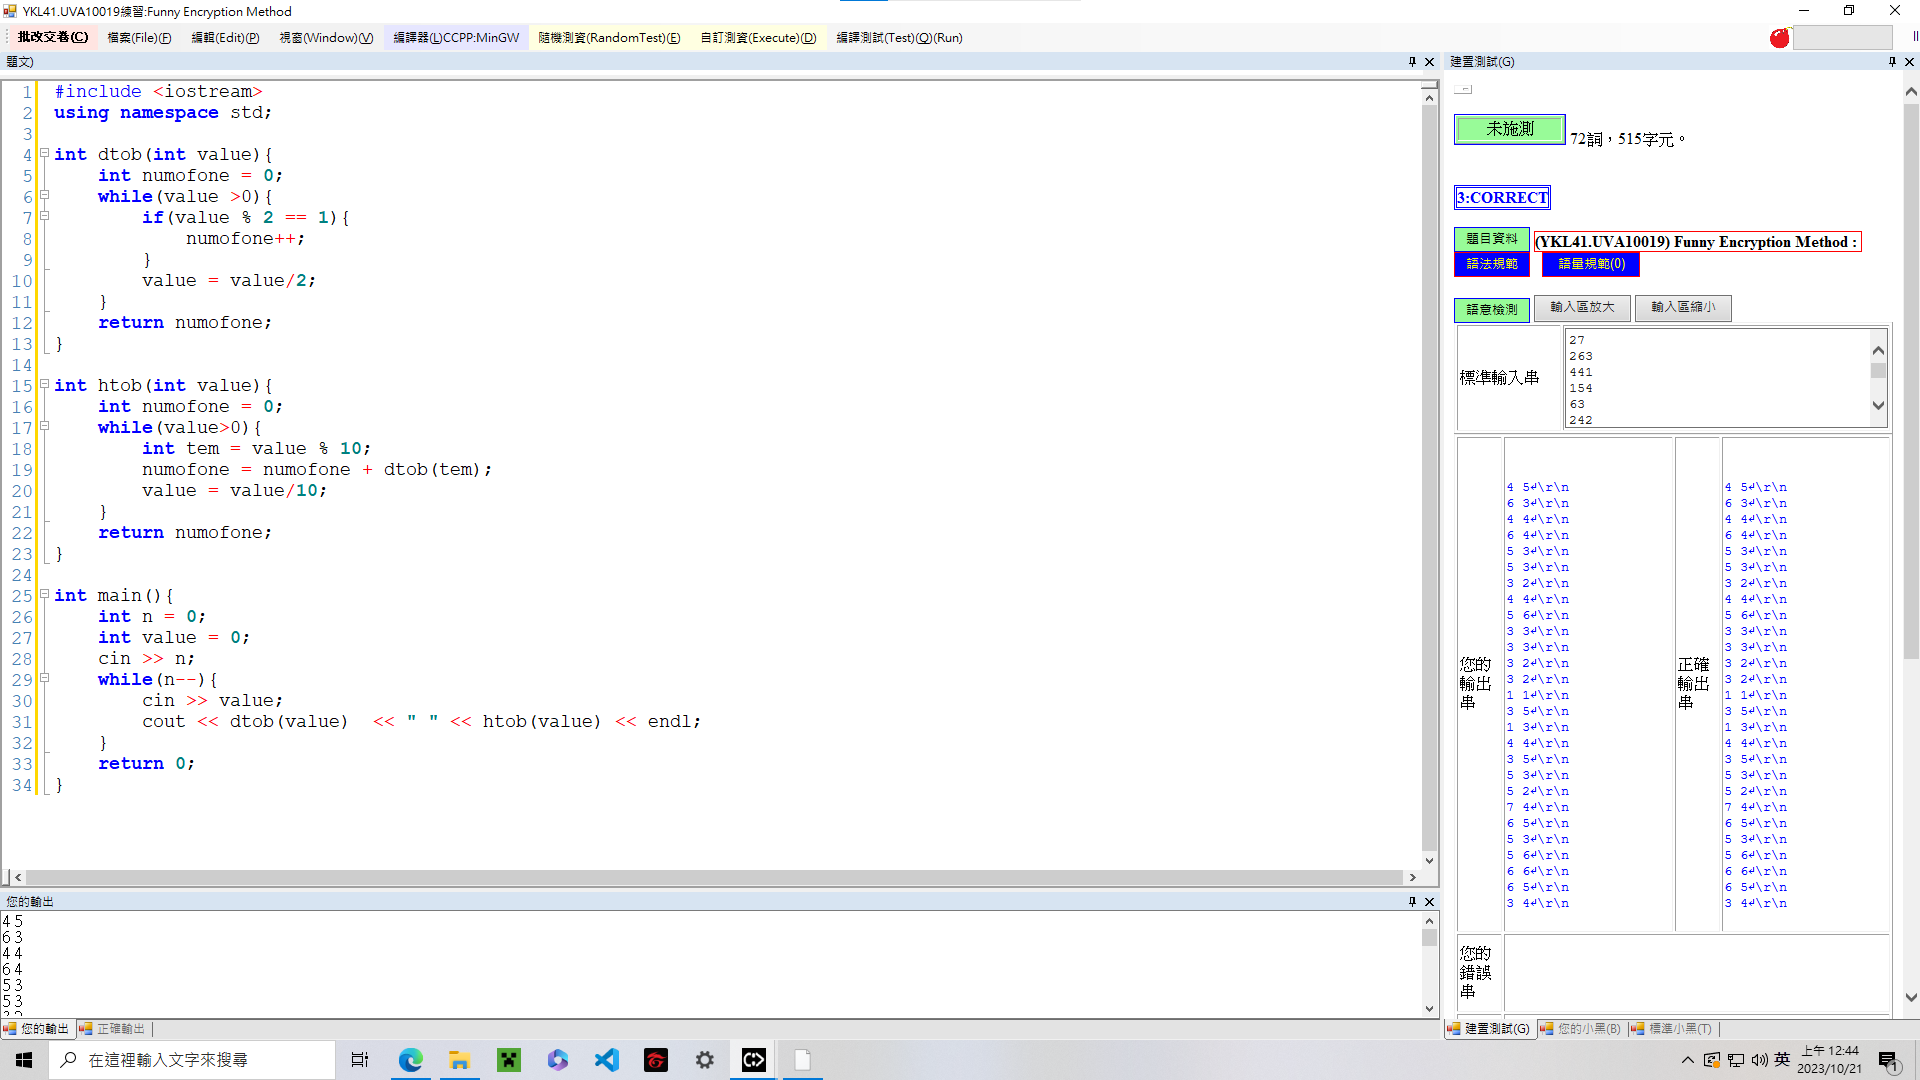 YKL41.UVA10019練習:Funny Encryption Method
批改交卷(C) 檔案(File)(F) 編輯(Edit)(P) 視窗(Window)(V) 編譯器(L)CCPP:MinGW 隨機測資(RandomTest)(E) 自訂測資(Execute)(D) 編譯測試(Test)(Q)(Run)
題文)
1 #include <iostream>
2 using namespace std;
3
4 int dtob(int value){
5 int numofone = 0;
6 while(value >0){
7 if(value % 2 == 1){
8 numofone++;
9 }
10 value = value/2;
11 }
12 return numofone;
13 }
14
15 int htob(int value){
16 int numofone = 0;
17 while(value>0){
18 int tem = value % 10;
19 numofone = numofone + dtob(tem);
20 value = value/10;
21 }
22 return numofone;
23 }
24
25 int main(){
26 int n = 0;
27 int value = 0;
28 cin >> n;
29 while(n--){
30 cin >> value;
31 cout << dtob(value)  << " " << htob(value) << endl;
32 }
33 return 0;
34 }
您的輸出
4 5
6 3
4 4
6 4
5 3
5 3
您的輸出 正確輸出
建置測試(G)
未施測 72詞，515字元。
3:CORRECT
題目資料 (YKL41.UVA10019) Funny Encryption Method :
語法規範 語量規範(0)
語意檢測 輸入區放大 輸入區縮小
標準輸入串
27
263
441
154
63
242
您的輸出串
4 5↵\r\n
6 3↵\r\n
4 4↵\r\n
6 4↵\r\n
5 3↵\r\n
5 3↵\r\n
3 2↵\r\n
4 4↵\r\n
5 6↵\r\n
3 3↵\r\n
3 3↵\r\n
3 2↵\r\n
3 2↵\r\n
1 1↵\r\n
3 5↵\r\n
1 3↵\r\n
4 4↵\r\n
3 5↵\r\n
5 3↵\r\n
5 2↵\r\n
7 4↵\r\n
6 5↵\r\n
5 3↵\r\n
5 6↵\r\n
6 6↵\r\n
6 5↵\r\n
3 4↵\r\n
正確輸出串
4 5↵\r\n
6 3↵\r\n
4 4↵\r\n
6 4↵\r\n
5 3↵\r\n
5 3↵\r\n
3 2↵\r\n
4 4↵\r\n
5 6↵\r\n
3 3↵\r\n
3 3↵\r\n
3 2↵\r\n
3 2↵\r\n
1 1↵\r\n
3 5↵\r\n
1 3↵\r\n
4 4↵\r\n
3 5↵\r\n
5 3↵\r\n
5 2↵\r\n
7 4↵\r\n
6 5↵\r\n
5 3↵\r\n
5 6↵\r\n
6 6↵\r\n
6 5↵\r\n
3 4↵\r\n
您的錯誤串
建置測試(G) 您的小黑(B) 標準小黑(T)
在這裡輸入文字來搜尋
英
上午 12:44
2023/10/21
1